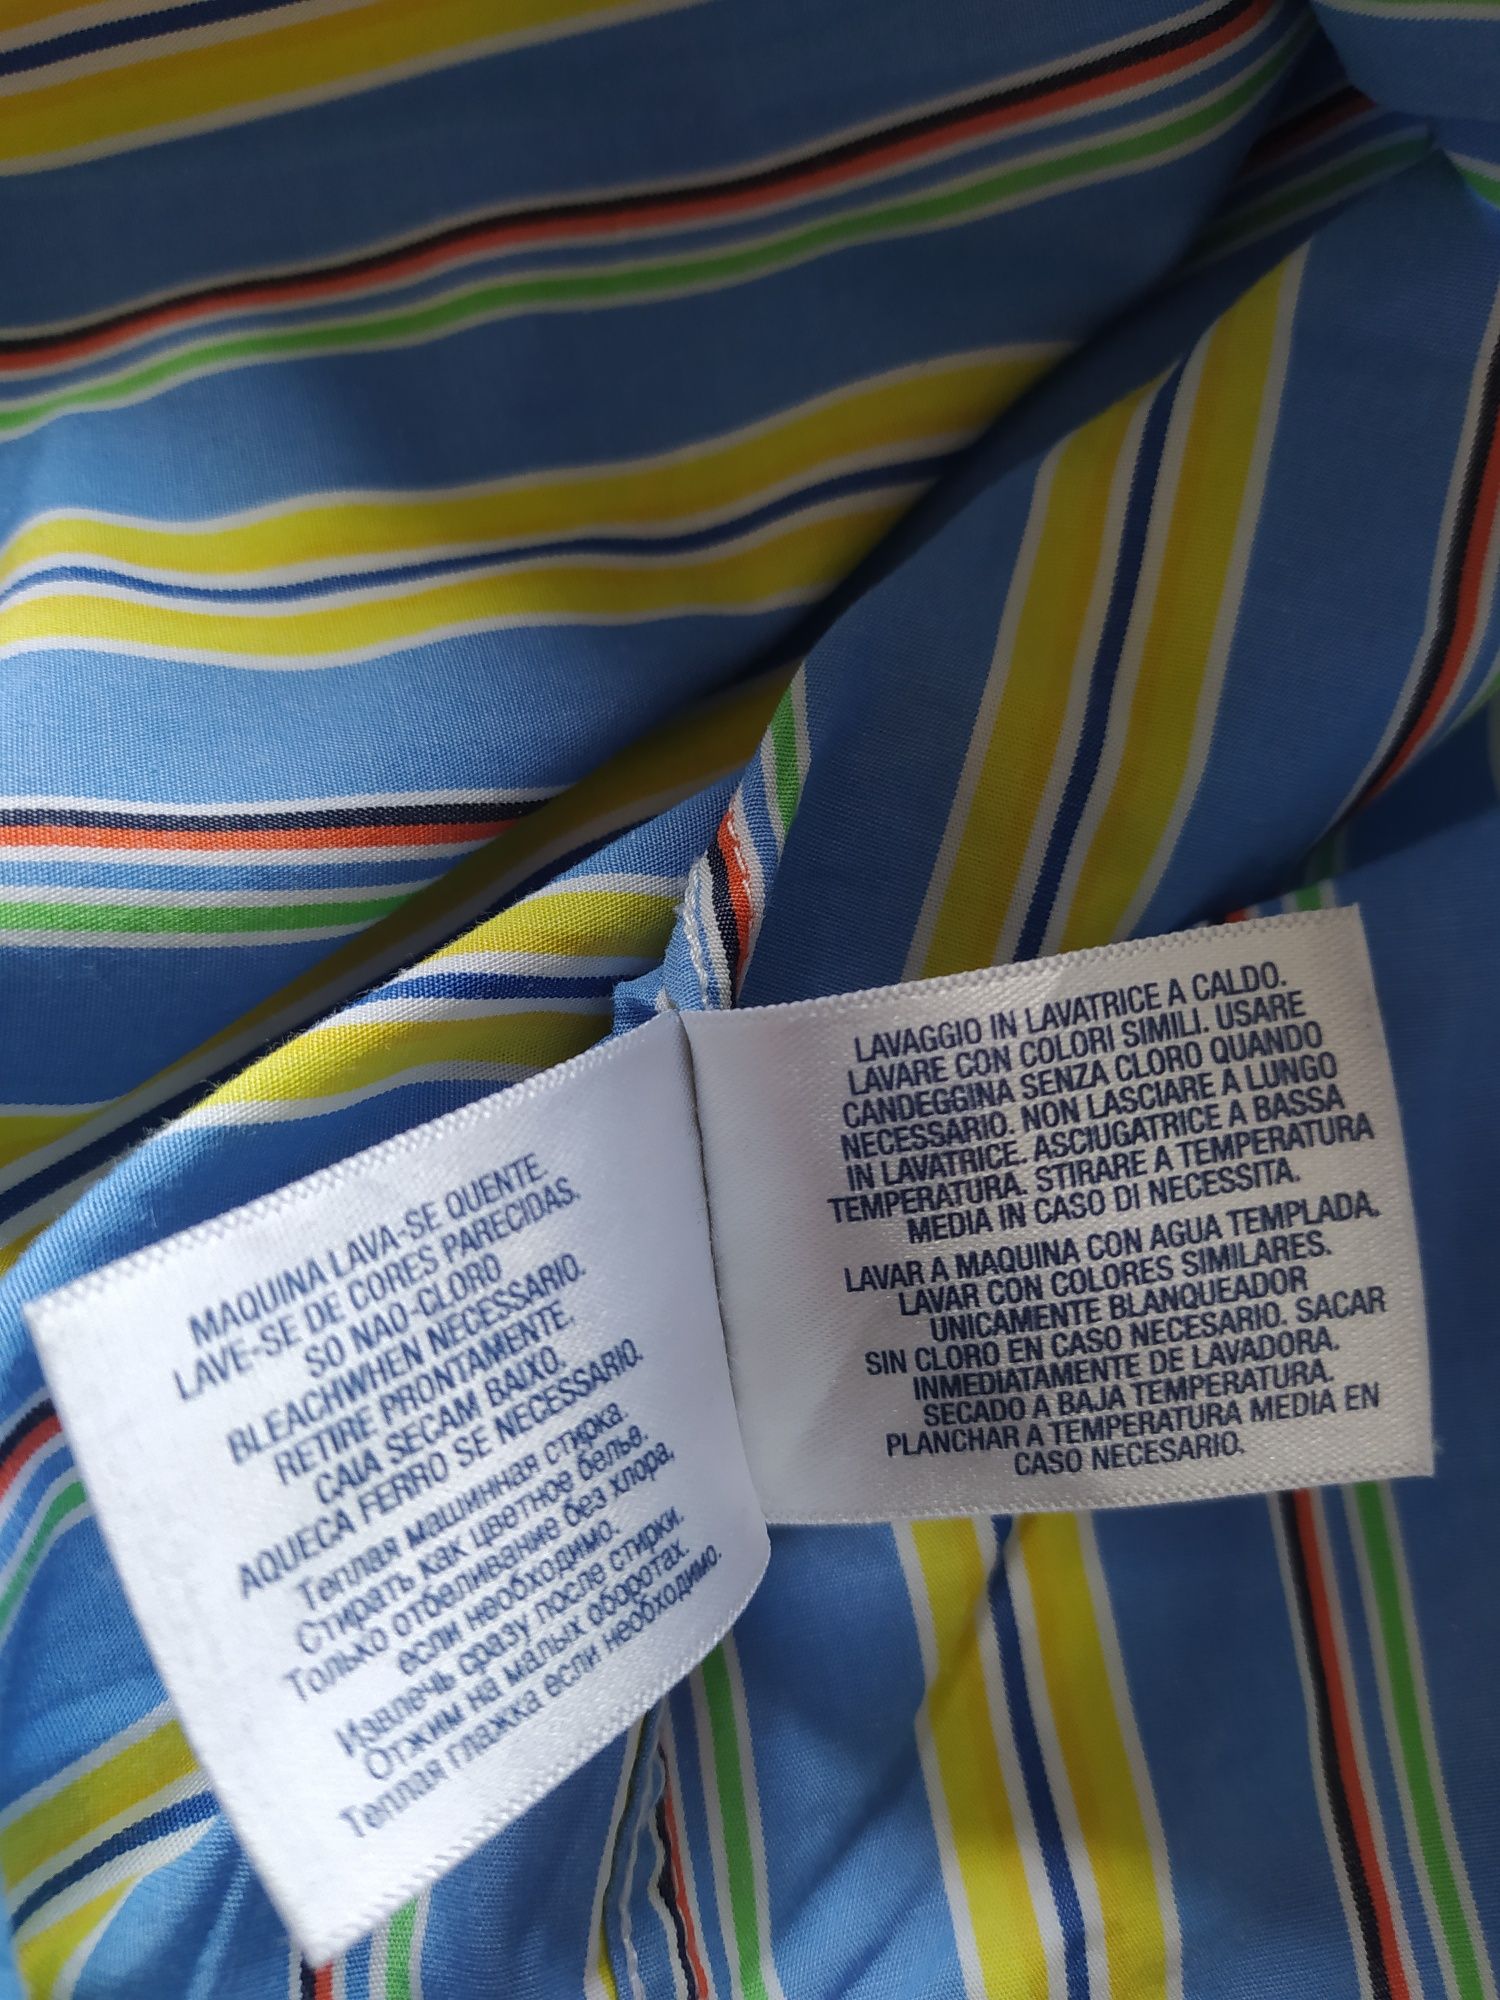 MAQUINA LAVA-SE QUENTE.
LAVE-SE DE CORES PARECIDAS.
SO NAO-CLORO
BLEACHWHEN NECESSARIO.
RETIRE PRONTAMENTE.
CAIA SECAM BAIXO.
AQUECA FERRO SE NECESSARIO.
Теплая машинная стирка.
Стирать как цветное белье.
Только отбеливание без хлора,
если необходимо.
Извлечь сразу после стирки.
Отжим на малых оборотах.
Теплая глажка если необходимо.
LAVAGGIO IN LAVATRICE A CALDO.
LAVARE CON COLORI SIMILI. USARE
CANDEGGINA SENZA CLORO QUANDO
NECESSARIO. NON LASCIARE A LUNGO
IN LAVATRICE. ASCIUGATRICE A BASSA
TEMPERATURA. STIRARE A TEMPERATURA
MEDIA IN CASO DI NECESSITA.
LAVAR A MAQUINA CON AGUA TEMPLADA.
LAVAR CON COLORES SIMILARES.
UNICAMENTE BLANQUEADOR
SIN CLORO EN CASO NECESARIO. SACAR
INMEDIATAMENTE DE LAVADORA.
SECADO A BAJA TEMPERATURA.
PLANCHAR A TEMPERATURA MEDIA EN
CASO NECESARIO.